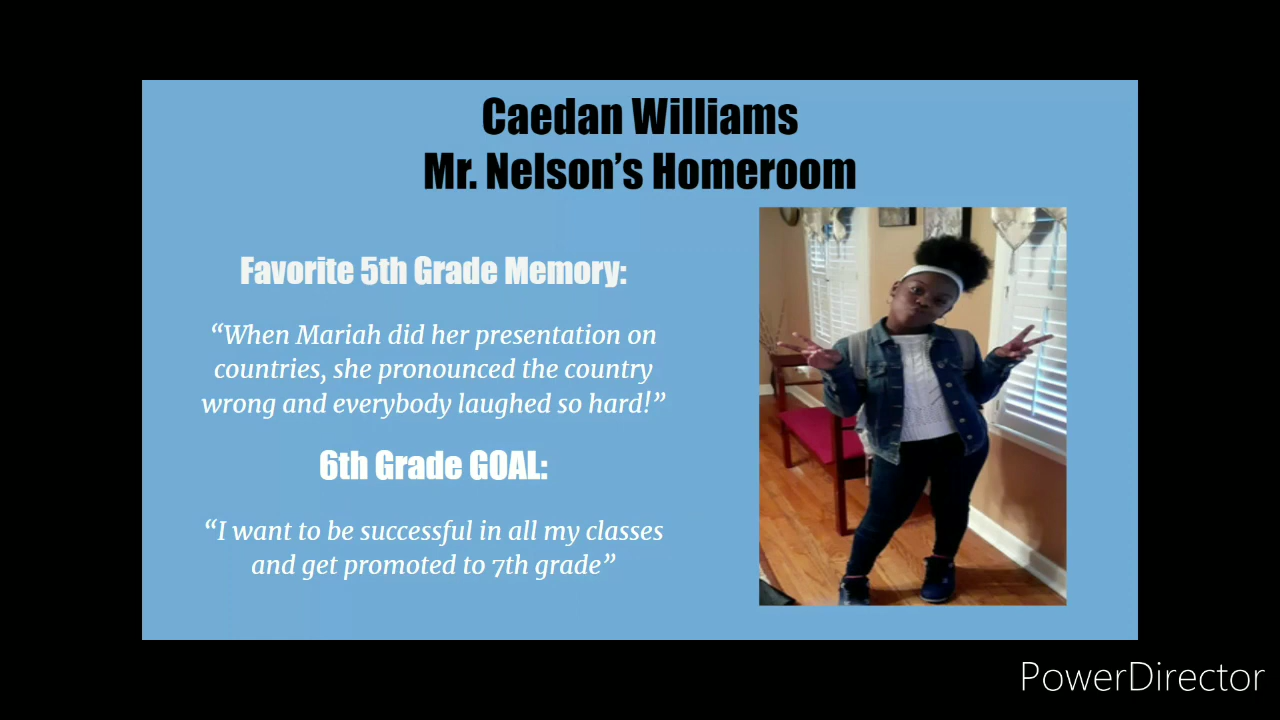 Caedan Williams
Mr. Nelson’s Homeroom
Favorite 5th Grade Memory:
“When Mariah did her presentation on
countries, she pronounced the country
wrong and everybody laughed so hard!”
6th Grade GOAL:
“I want to be successful in all my classes
and get promoted to 7th grade”
PowerDirector